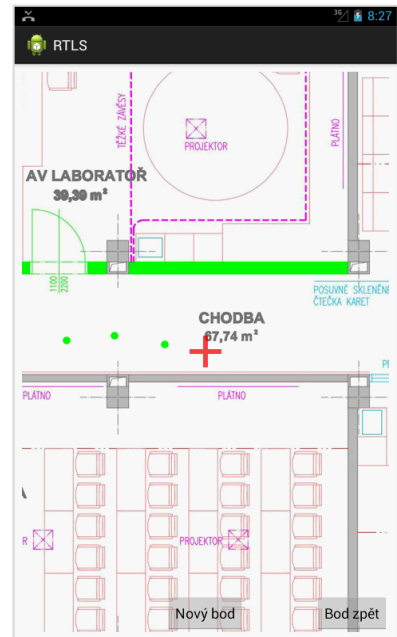 3G 8:27
RTLS
TĚŽKÉ ZÁVĚSY
PROJEKTOR
PLÁTNO
AV LABORATOŘ
39,39 m²
1100
2200
POSUVNÉ SKLENĚNÉ
ČTEČKA KARET
CHODBA
67,74 m²
PLÁTNO
PLÁTNO
PROJEKTOR
Nový bod
Bod zpět